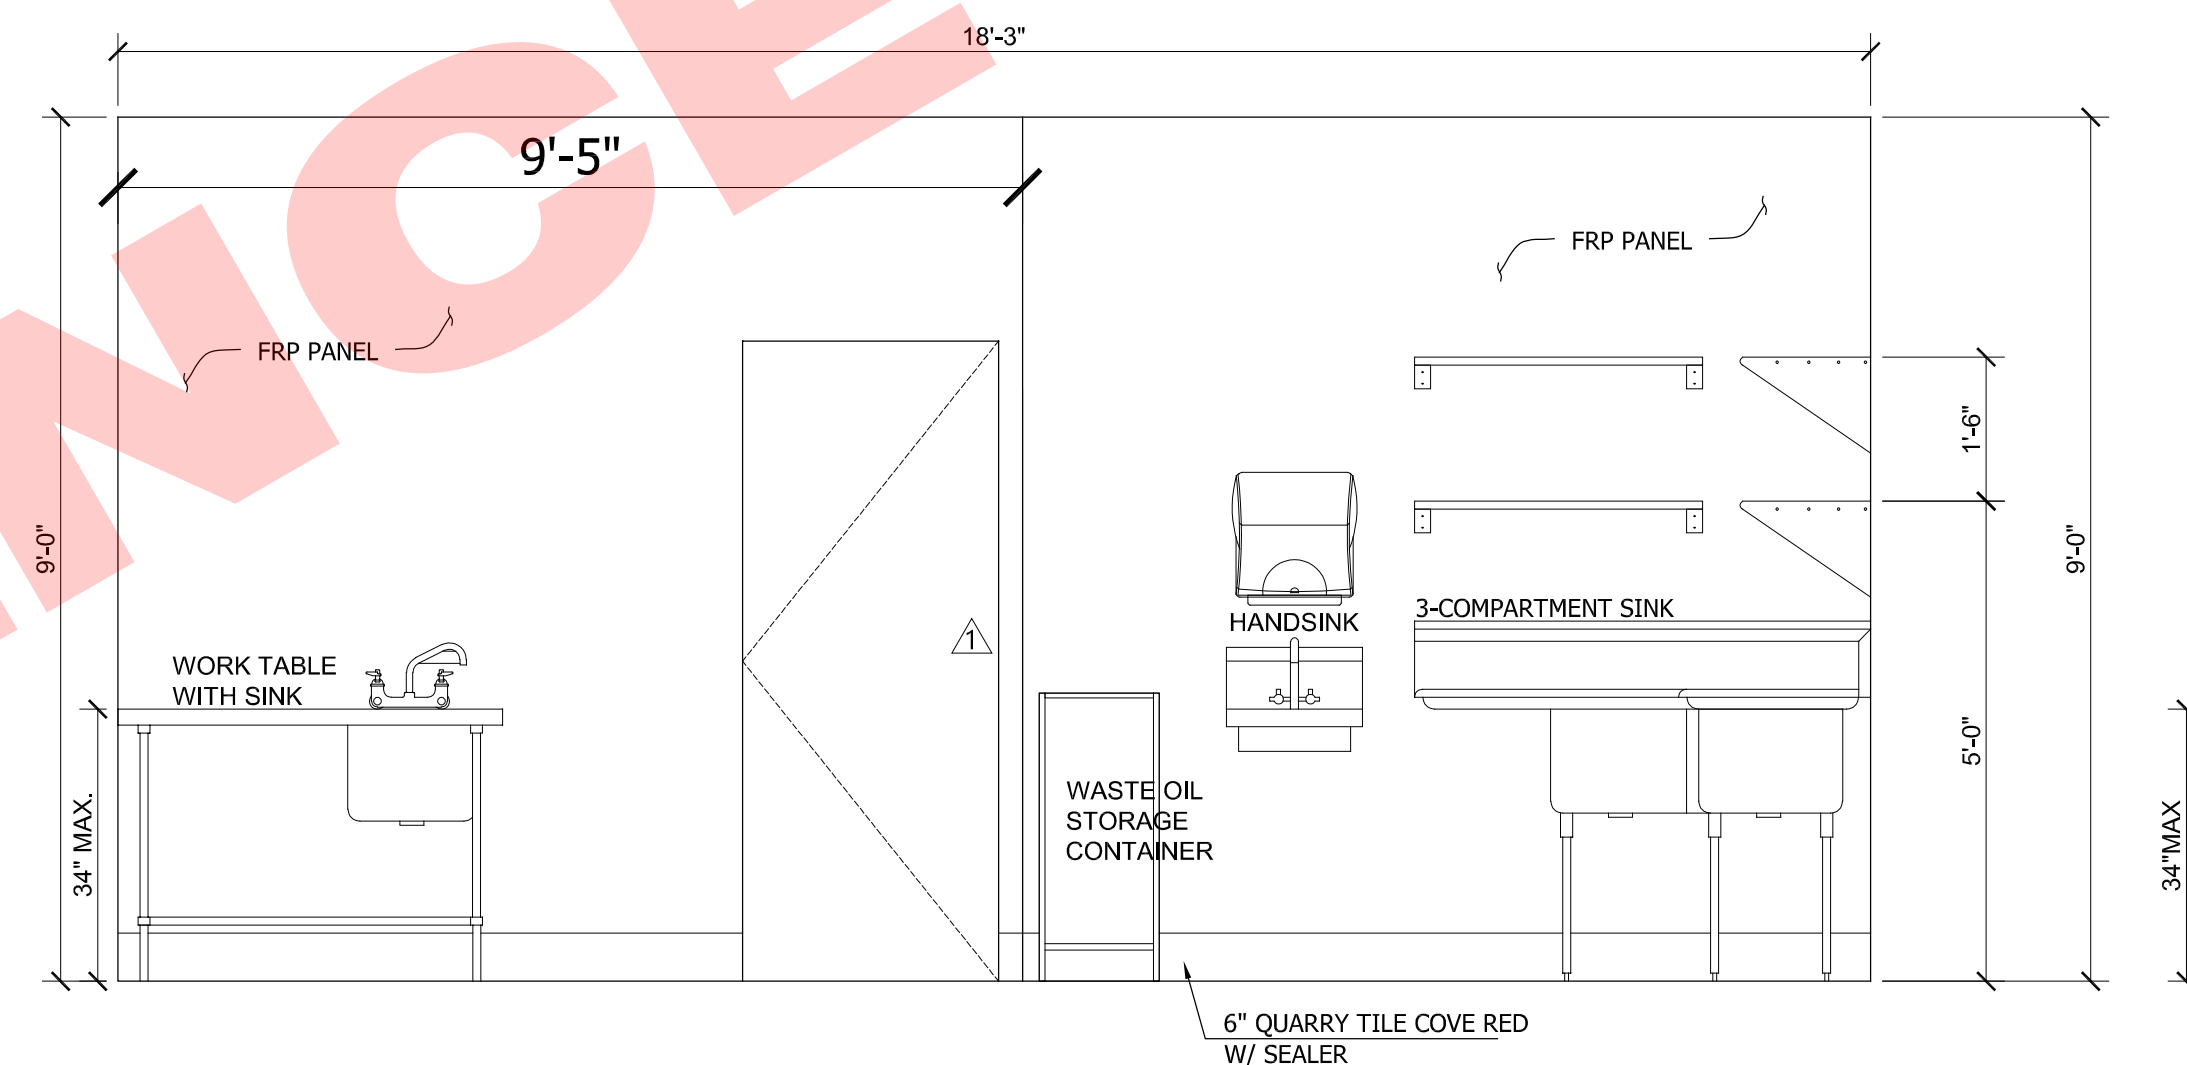 18'-3"
9'-5"
FRP PANEL
FRP PANEL
9'-0"
1'-6"
9'-0"
3-COMPARTMENT SINK
HANDSINK
1
WORK TABLE
WITH SINK
5'-0"
34" MAX.
WASTE OIL
STORAGE
CONTAINER
34"MAX
6" QUARRY TILE COVE RED
W/ SEALER
NCE